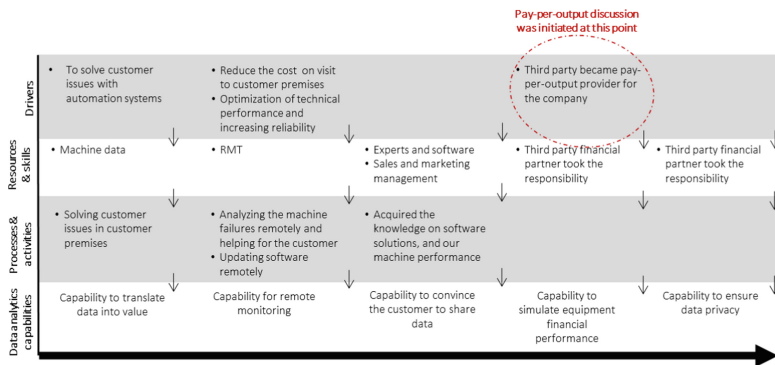 Pay-per-output discussion
was initiated at this point
Drivers
• To solve customer
issues with
automation systems
• Reduce the cost on visit
to customer premises
• Optimization of technical
performance and
increasing reliability
• Third party became pay-
per-output provider for
the company
Resources
& skills
• Machine data
• RMT
• Experts and software
• Sales and marketing
management
• Third party financial
partner took the
responsibility
• Third party financial
partner took the
responsibility
Processes &
activities
• Solving customer
issues in customer
premises
• Analyzing the machine
failures remotely and
helping for the customer
• Updating software
remotely
• Acquired the
knowledge on software
solutions, and our
machine performance
Data analytics
capabilities
Capability to translate
data into value
Capability for remote
monitoring
Capability to convince
the customer to share
data
Capability to
simulate equipment
financial
performance
Capability to ensure
data privacy